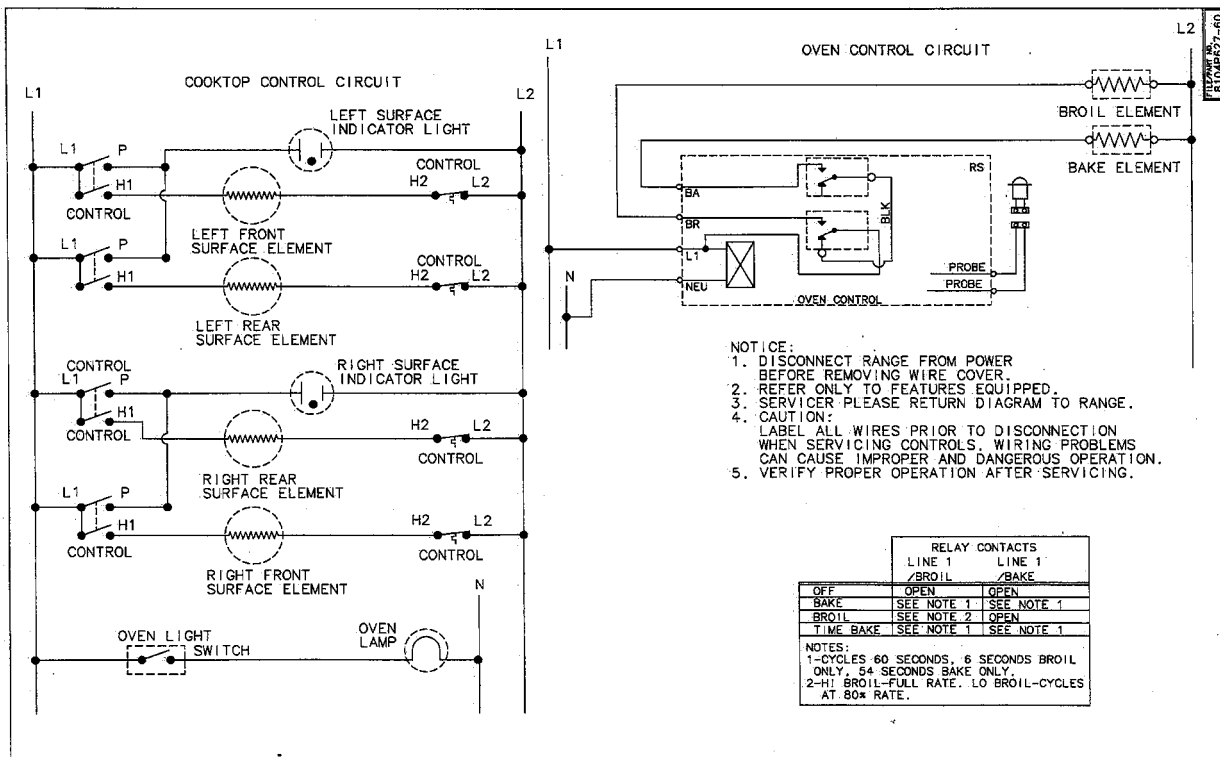 COOKTOP CONTROL CIRCUIT
L1
L2
LEFT SURFACE
INDICATOR LIGHT
L1
P
H1
CONTROL
CONTROL
H2
L2
LEFT FRONT
SURFACE ELEMENT
L1
P
H1
CONTROL
CONTROL
H2
L2
LEFT REAR
SURFACE ELEMENT
CONTROL
L1
P
H1
CONTROL
RIGHT SURFACE
INDICATOR LIGHT
H2
L2
CONTROL
RIGHT REAR
SURFACE ELEMENT
L1
P
H1
CONTROL
H2
L2
CONTROL
RIGHT FRONT
SURFACE ELEMENT
N
OVEN LIGHT
SWITCH
OVEN
LAMP
L1
OVEN CONTROL CIRCUIT
L2
BROIL ELEMENT
BAKE ELEMENT
RS
BA
BR
BLK
L1
N
NEU
PROBE
PROBE
OVEN CONTROL
NOTICE:
1. DISCONNECT RANGE FROM POWER
BEFORE REMOVING WIRE COVER.
2. REFER ONLY TO FEATURES EQUIPPED.
3. SERVICER PLEASE RETURN DIAGRAM TO RANGE.
4. CAUTION:
LABEL ALL WIRES PRIOR TO DISCONNECTION
WHEN SERVICING CONTROLS. WIRING PROBLEMS
CAN CAUSE IMPROPER AND DANGEROUS OPERATION.
5. VERIFY PROPER OPERATION AFTER SERVICING.
RELAY CONTACTS
LINE 1 LINE 1
/BROIL /BAKE
OFF OPEN OPEN
BAKE SEE NOTE 1 SEE NOTE 1
BROIL SEE NOTE 2 OPEN
TIME BAKE SEE NOTE 1 SEE NOTE 1
NOTES:
1-CYCLES 60 SECONDS, 6 SECONDS BROIL
ONLY, 54 SECONDS BAKE ONLY.
2-HI BROIL-FULL RATE. LO BROIL-CYCLES
AT 80% RATE.